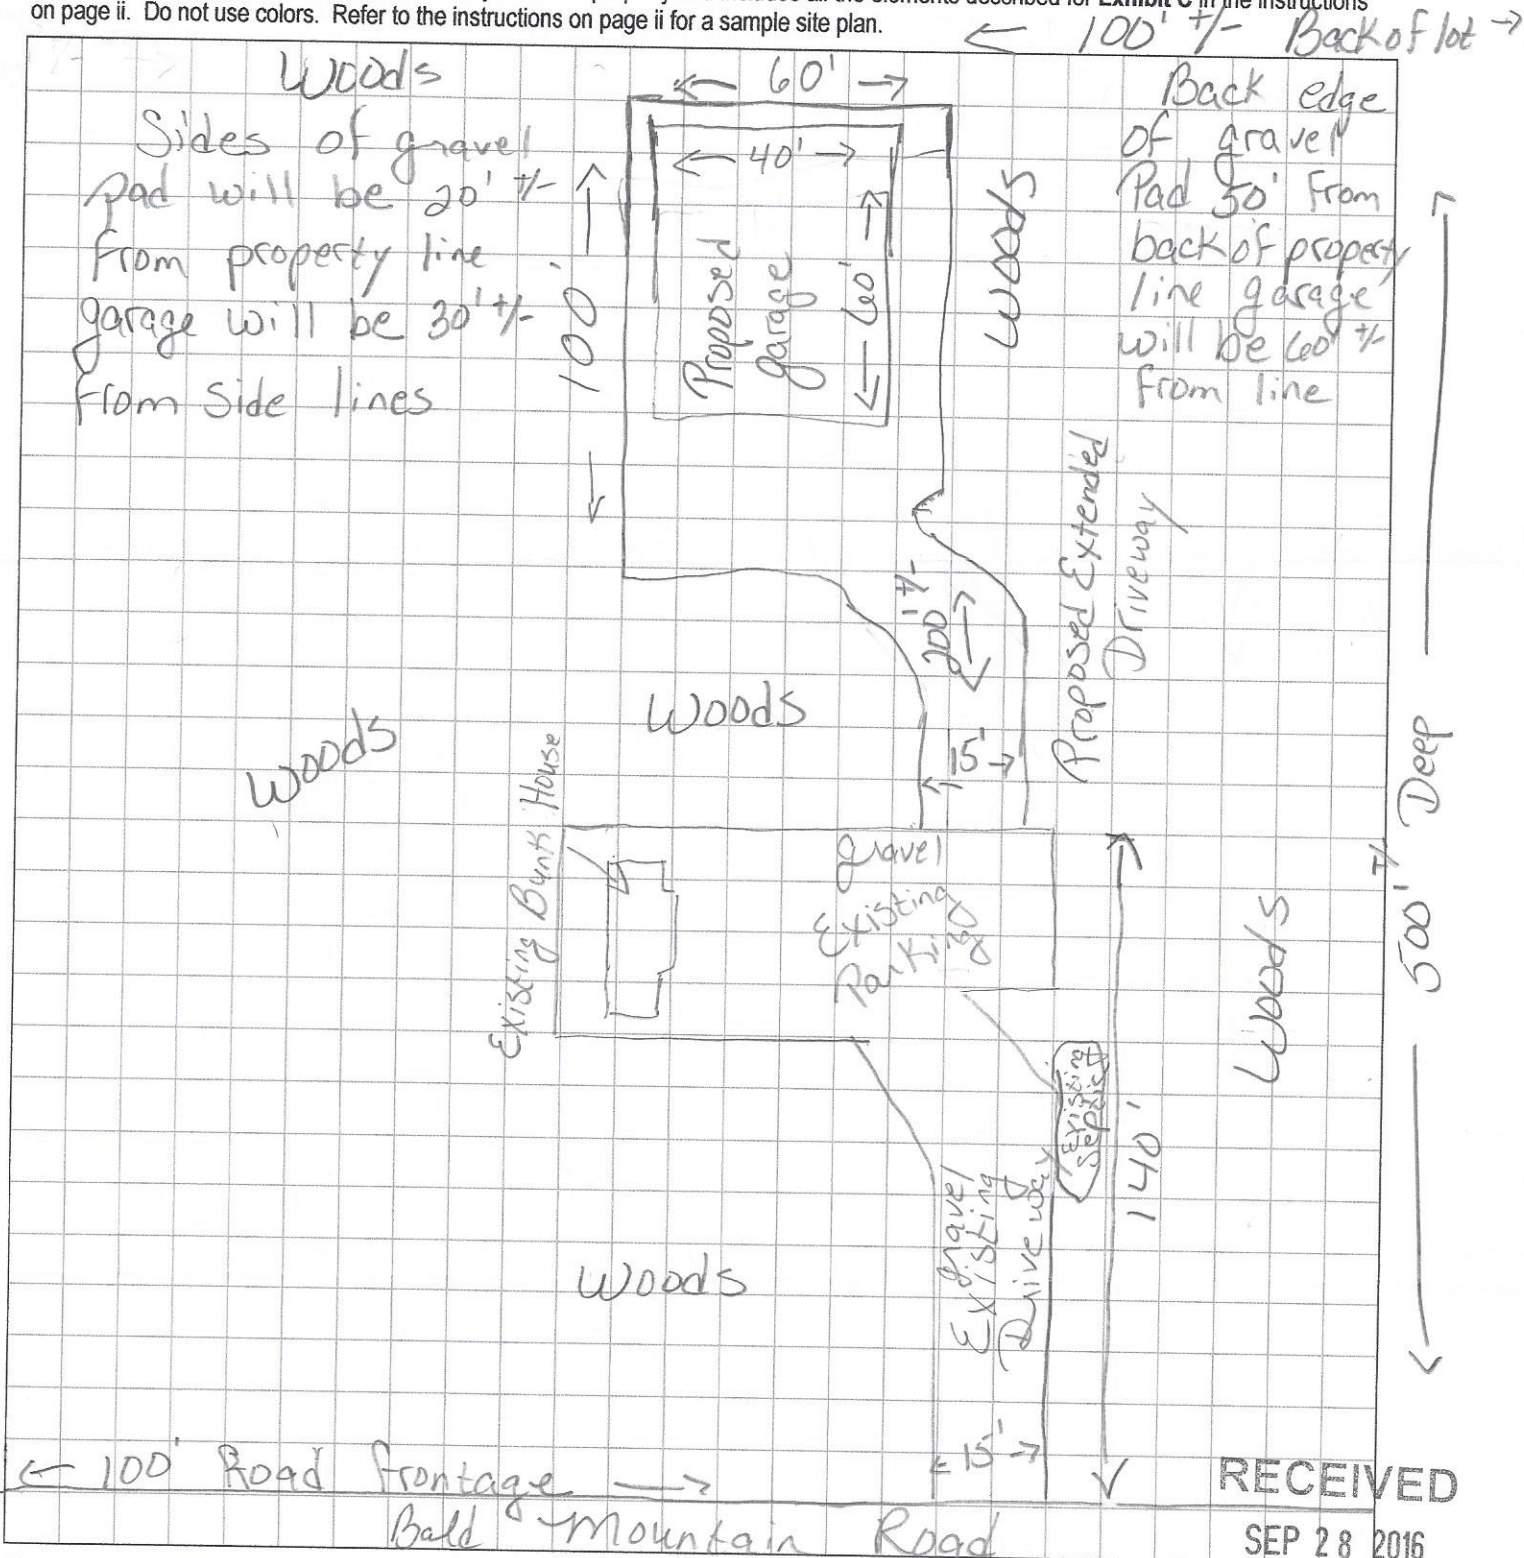 on page ii. Do not use colors. Refer to the instructions on page ii for a sample site plan.
← 100' +/- Back of lot →
Woods
Sides of gravel
pad will be 20' +/-
from property line
garage will be 30' +/-
from side lines
← 60' →
← 40' →
100'
Proposed
garage
60'
Woods
Back edge
of gravel
Pad 50' From
back of property
line garage
will be 60' +/-
from line
Proposed Extended
Driveway
200' +/-
15'
Woods
Woods
Existing Bunk House
gravel
Existing
Parking
500' +/- Deep
Woods
Existing
Septic
140'
gravel
Existing
Driveway
Woods
15'
← 100' Road frontage →
Bald Mountain Road
RECEIVED
SEP 28 2016